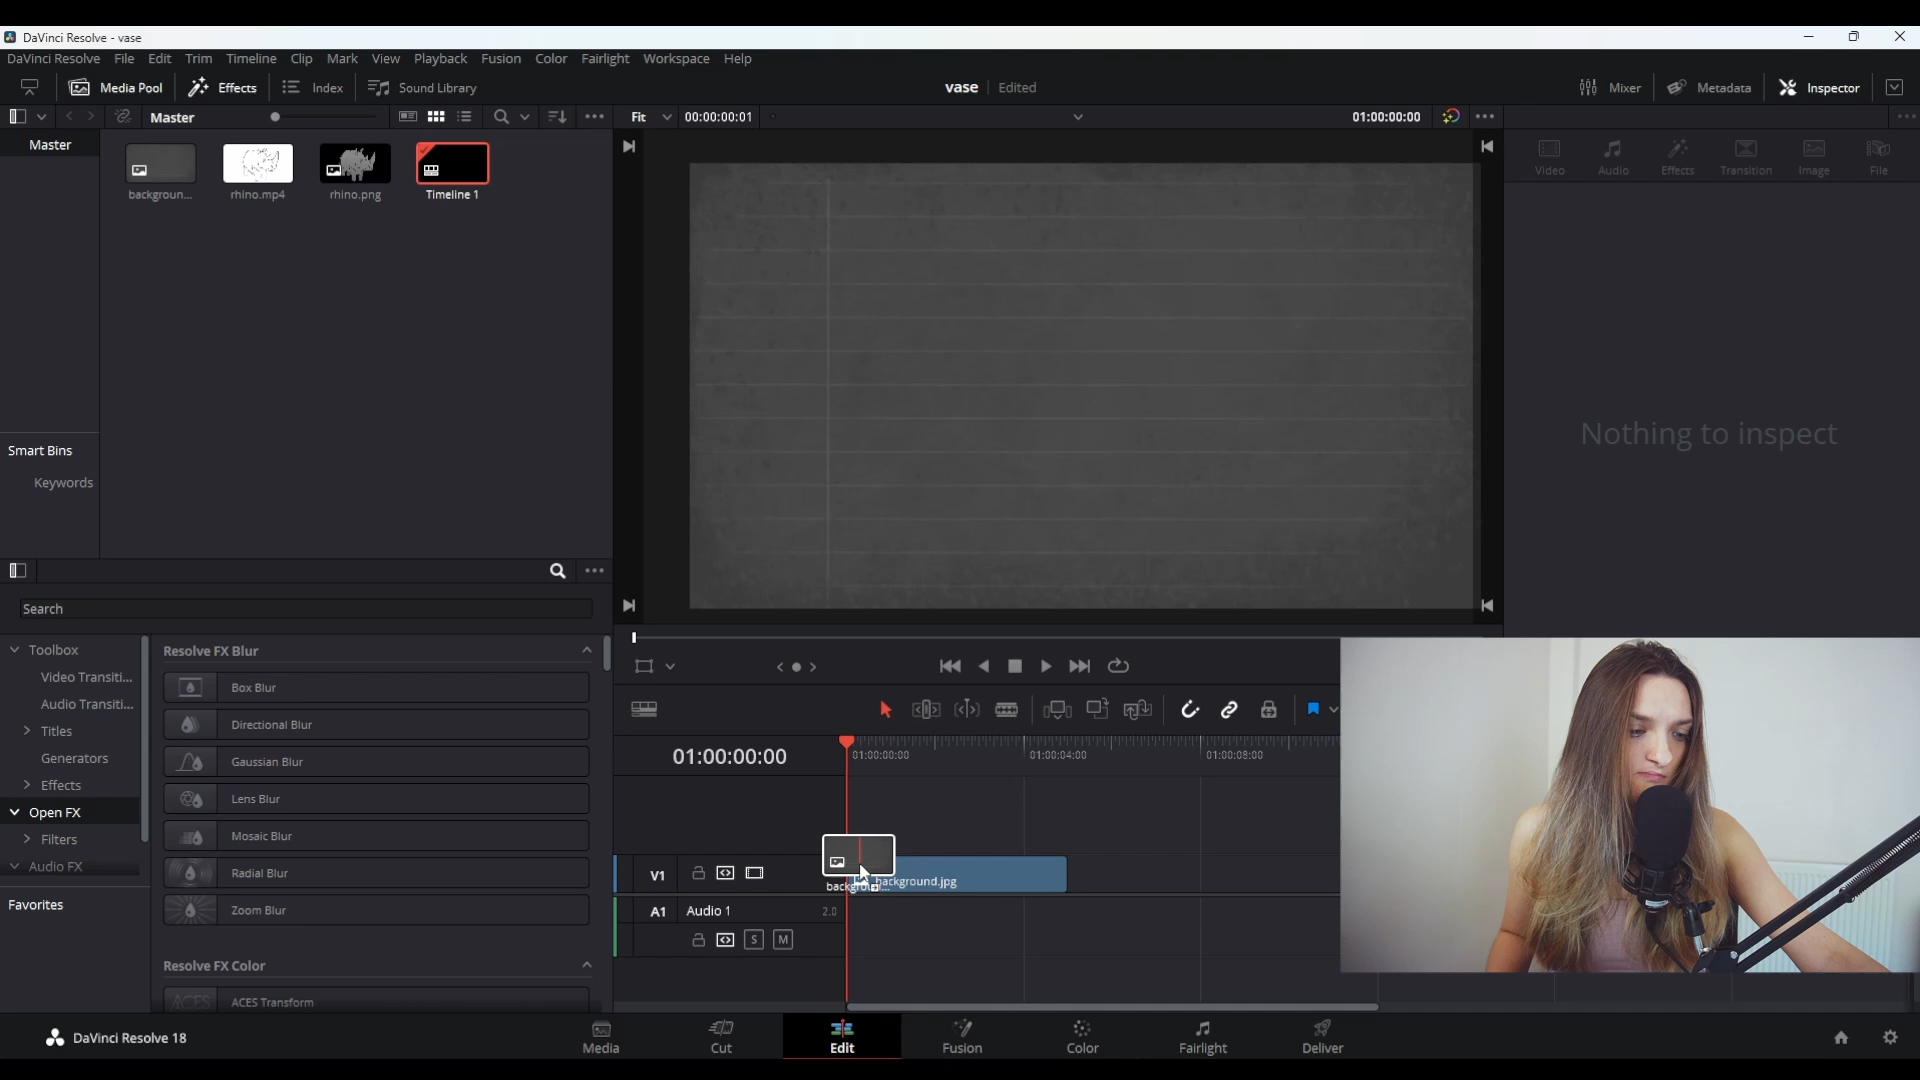 DaVinci Resolve - vase
DaVinci Resolve File Edit Trim Timeline Clip Mark View Playback Fusion Color Fairlight Workspace Help
Media Pool Effects Index Sound Library vase Edited Mixer Metadata Inspector
Master Fit 00:00:00:01 01:00:00:00
Master
Video Audio Effects Transition Image File
backgroun... rhino.mp4 rhino.png Timeline 1
Nothing to inspect
Smart Bins
Keywords
Search
Toolbox
Video Transiti...
Audio Transiti...
Titles
Generators
Effects
Open FX
Filters
Audio FX
Favorites
Resolve FX Blur
Box Blur
Directional Blur
Gaussian Blur
Lens Blur
Mosaic Blur
Radial Blur
Zoom Blur
Resolve FX Color
ACES Transform
01:00:00:00 01:00:00:00 01:00:04:00 01:00:08:00
V1 background.jpg
A1 Audio 1 2.0
S M
DaVinci Resolve 18
Media Cut Edit Fusion Color Fairlight Deliver